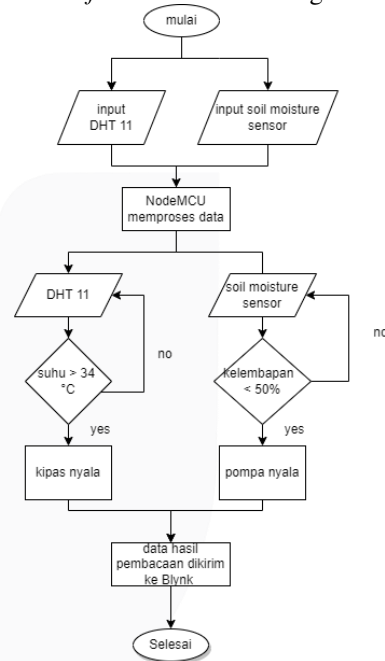 mulai
input
DHT 11
input soil moisture
sensor
NodeMCU
memproses data
DHT 11
soil moisture
sensor
no
no
suhu > 34
°C
kelembapan
< 50%
yes
yes
kipas nyala
pompa nyala
data hasil
pembacaan dikirim
ke Blynk
Selesai